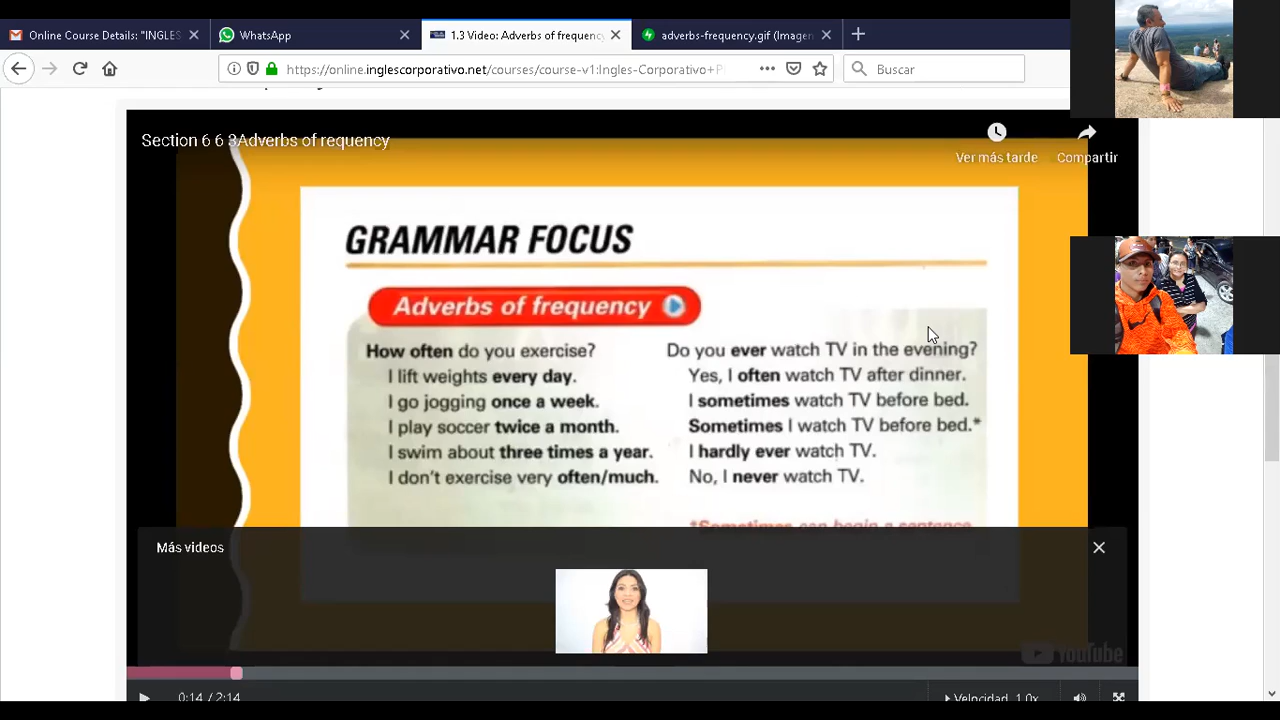 Online Course Details: "INGLES
WhatsApp
1.3 Video: Adverbs of frequency
adverbs-frequency.gif (Imagen
https://online.inglescorporativo.net/courses/course-v1:Ingles-Corporativo+P
Buscar
Section 6 6 3Adverbs of requency
Ver más tarde
Compartir
GRAMMAR FOCUS
Adverbs of frequency
How often do you exercise?
I lift weights every day.
I go jogging once a week.
I play soccer twice a month.
I swim about three times a year.
I don't exercise very often/much.
Do you ever watch TV in the evening?
Yes, I often watch TV after dinner.
I sometimes watch TV before bed.
Sometimes I watch TV before bed.*
I hardly ever watch TV.
No, I never watch TV.
*Sometimes can begin a sentence
Más videos
YouTube
0:14 / 2:14
Velocidad 1.0x